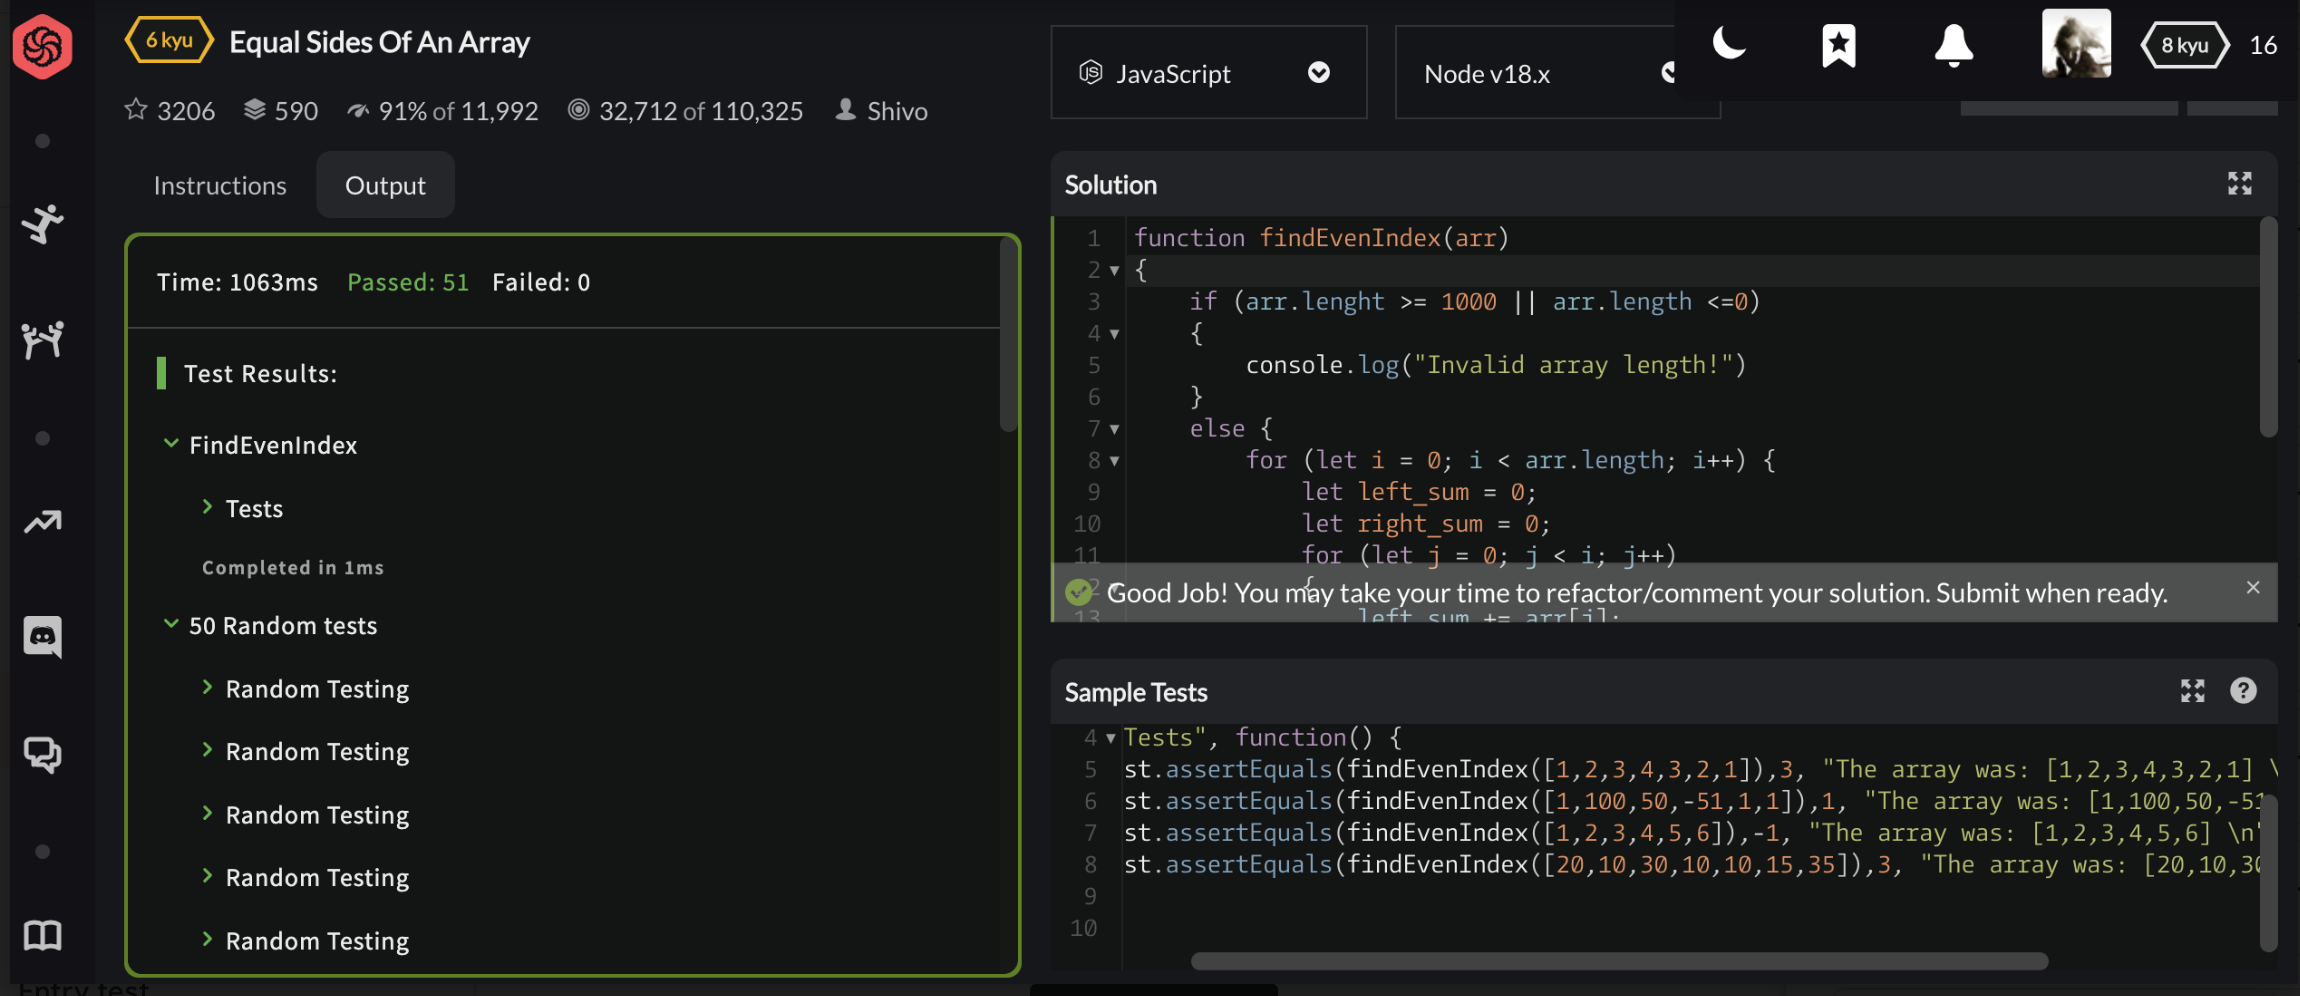 6 kyu Equal Sides Of An Array
3206 590 91% of 11,992 32,712 of 110,325 Shivo
JavaScript
Node v18.x
8 kyu 16
Instructions Output
Time: 1063ms Passed: 51 Failed: 0
Test Results:
FindEvenIndex
Tests
Completed in 1ms
50 Random tests
Random Testing
Random Testing
Random Testing
Random Testing
Random Testing
Solution
1 function findEvenIndex(arr)
2 {
3 if (arr.lenght >= 1000 || arr.length <=0)
4 {
5 console.log("Invalid array length!")
6 }
7 else {
8 for (let i = 0; i < arr.length; i++) {
9 let left_sum = 0;
10 let right_sum = 0;
11 for (let j = 0; j < i; j++)
2 {
Good Job! You may take your time to refactor/comment your solution. Submit when ready.
13 left_sum += arr[j];
Sample Tests
4 Tests", function() {
5 st.assertEquals(findEvenIndex([1,2,3,4,3,2,1]),3, "The array was: [1,2,3,4,3,2,1] \
6 st.assertEquals(findEvenIndex([1,100,50,-51,1,1]),1, "The array was: [1,100,50,-51
7 st.assertEquals(findEvenIndex([1,2,3,4,5,6]),-1, "The array was: [1,2,3,4,5,6] \n"
8 st.assertEquals(findEvenIndex([20,10,30,10,10,15,35]),3, "The array was: [20,10,30
9
10
Entry test